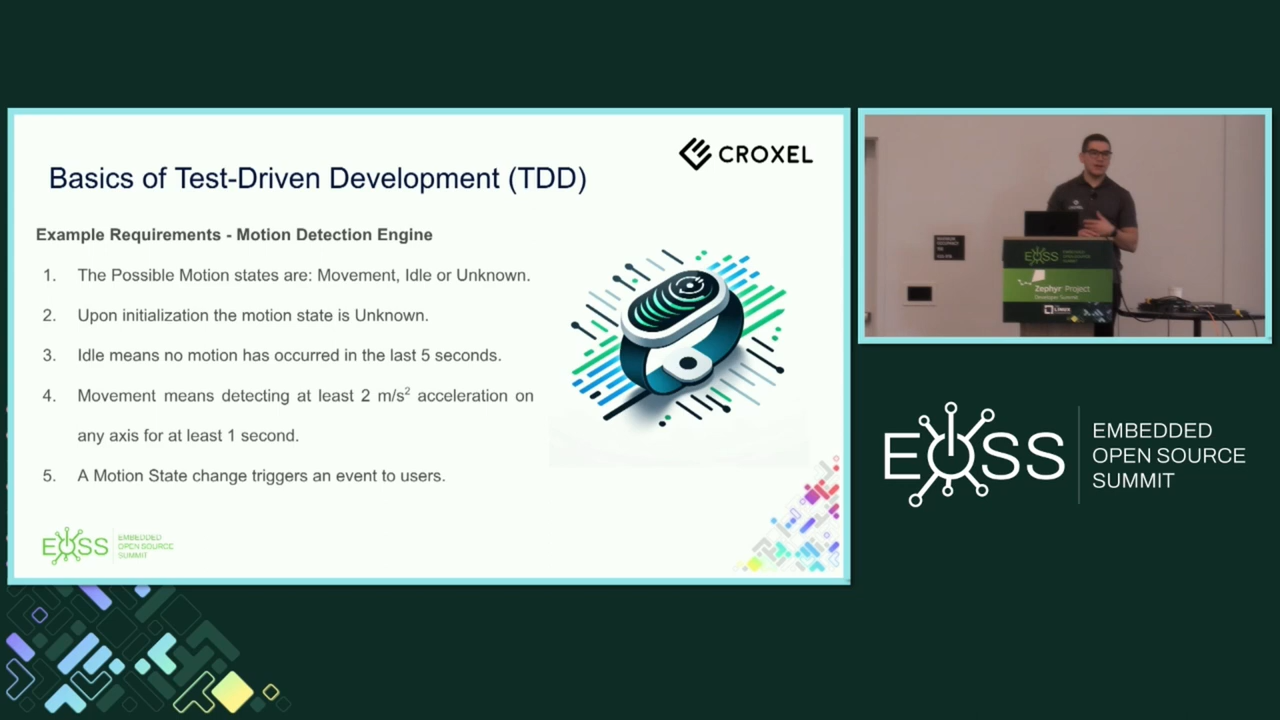 CROXEL
Basics of Test-Driven Development (TDD)
Example Requirements - Motion Detection Engine
1. The Possible Motion states are: Movement, Idle or Unknown.
2. Upon initialization the motion state is Unknown.
3. Idle means no motion has occurred in the last 5 seconds.
4. Movement means detecting at least 2 m/s² acceleration on
any axis for at least 1 second.
5. A Motion State change triggers an event to users.
EOSS
EMBEDDED
OPEN SOURCE
SUMMIT
CROXEL
EOSS
Zephyr Project
Developer Summit
EOSS
EMBEDDED
OPEN SOURCE
SUMMIT